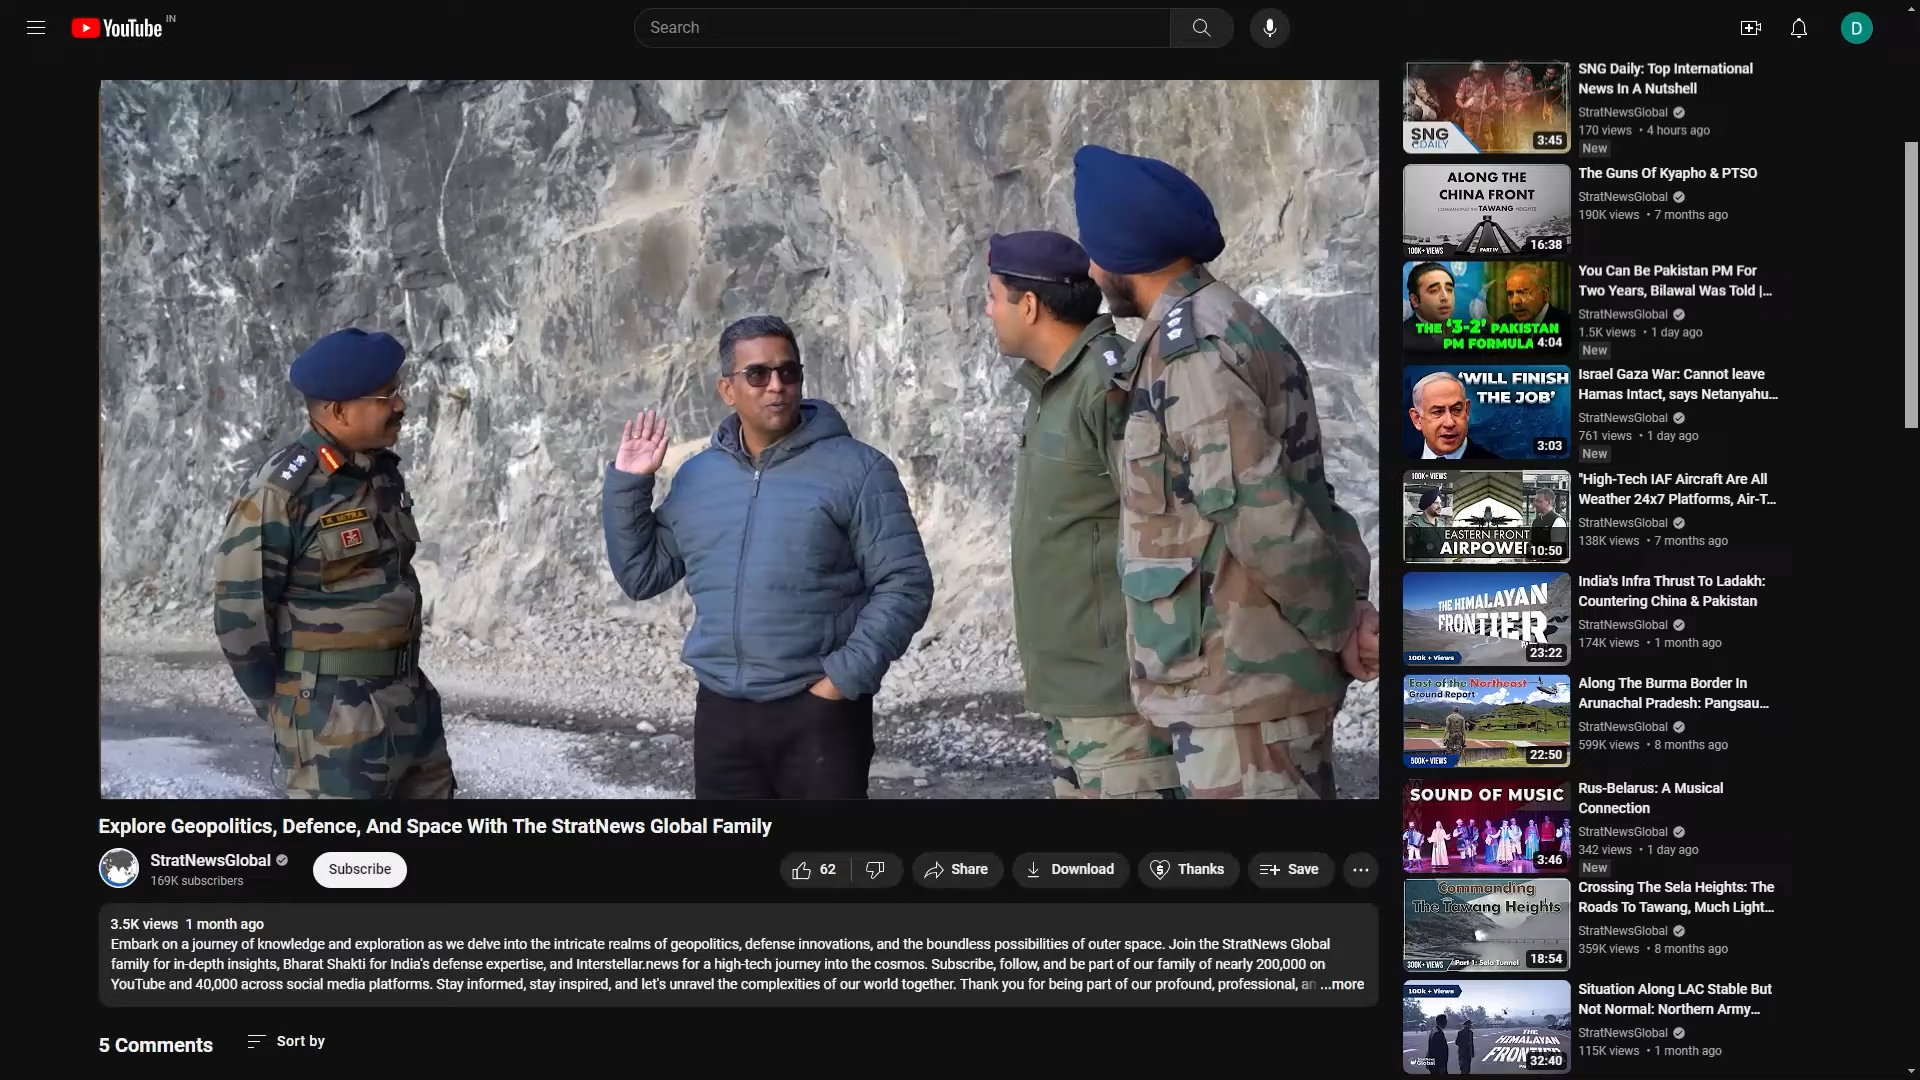 YouTube IN
Search
D
K MITRA
Explore Geopolitics, Defence, And Space With The StratNews Global Family
StratNewsGlobal
169K subscribers
Subscribe
62
Share
Download
Thanks
Save
3.5K views 1 month ago
Embark on a journey of knowledge and exploration as we delve into the intricate realms of geopolitics, defense innovations, and the boundless possibilities of outer space. Join the StratNews Global
family for in-depth insights, Bharat Shakti for India's defense expertise, and Interstellar.news for a high-tech journey into the cosmos. Subscribe, follow, and be part of our family of nearly 200,000 on
YouTube and 40,000 across social media platforms. Stay informed, stay inspired, and let's unravel the complexities of our world together. Thank you for being part of our profound, professional, an ...more
5 Comments
Sort by
SNG
DAILY
3:45
SNG Daily: Top International
News In A Nutshell
StratNewsGlobal
170 views • 4 hours ago
New
ALONG THE
CHINA FRONT
COMMANDING THE TAWANG HEIGHTS
100K+ VIEWS
PART IV
16:38
The Guns Of Kyapho & PTSO
StratNewsGlobal
190K views • 7 months ago
THE '3-2' PAKISTAN
PM FORMULA
4:04
You Can Be Pakistan PM For
Two Years, Bilawal Was Told |...
StratNewsGlobal
1.5K views • 1 day ago
New
'WILL FINISH
THE JOB'
3:03
Israel Gaza War: Cannot leave
Hamas Intact, says Netanyahu...
StratNewsGlobal
761 views • 1 day ago
New
100K+ VIEWS
EASTERN FRONT
AIRPOWE
10:50
"High-Tech IAF Aircraft Are All
Weather 24x7 Platforms, Air-T...
StratNewsGlobal
138K views • 7 months ago
THE HIMALAYAN
FRONTIER
100k + Views
23:22
India's Infra Thrust To Ladakh:
Countering China & Pakistan
StratNewsGlobal
174K views • 1 month ago
East of the Northeast
Ground Report
500K+ VIEWS
22:50
Along The Burma Border In
Arunachal Pradesh: Pangsau...
StratNewsGlobal
599K views • 8 months ago
SOUND OF MUSIC
3:46
Rus-Belarus: A Musical
Connection
StratNewsGlobal
342 views • 1 day ago
New
Commanding
The Tawang Heights
300K+ VIEWS
Part 1: Sela Tunnel
18:54
Crossing The Sela Heights: The
Roads To Tawang, Much Light...
StratNewsGlobal
359K views • 8 months ago
100k + Views
THE
HIMALAYAN
FRONTIER
32:40
Situation Along LAC Stable But
Not Normal: Northern Army...
StratNewsGlobal
115K views • 1 month ago